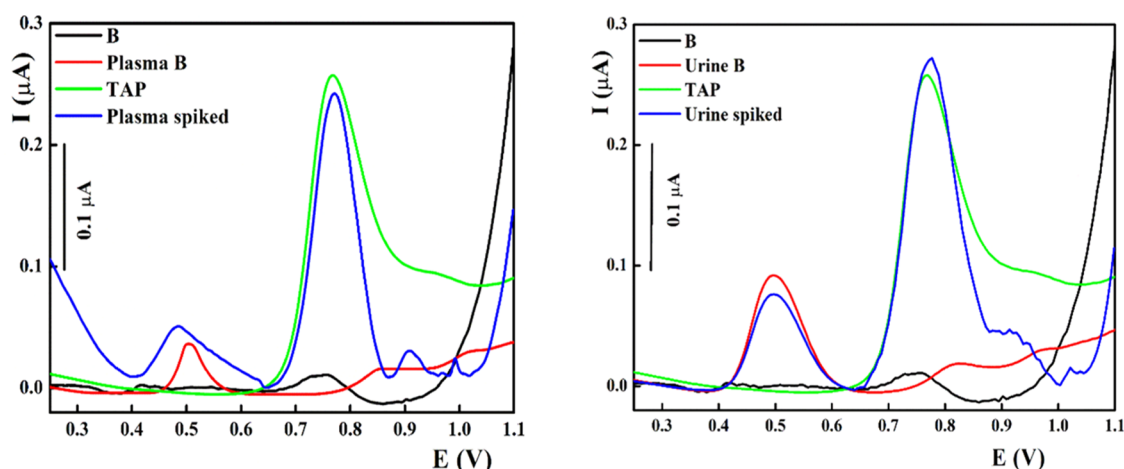 0.3
0.2
0.1
0.0
I (µA)
B
Plasma B
TAP
Plasma spiked
0.1 µA
0.3 0.4 0.5 0.6 0.7 0.8 0.9 1.0 1.1
E (V)
0.3
0.2
0.1
0.0
I (µA)
B
Urine B
TAP
Urine spiked
0.1 µA
0.3 0.4 0.5 0.6 0.7 0.8 0.9 1.0 1.1
E (V)